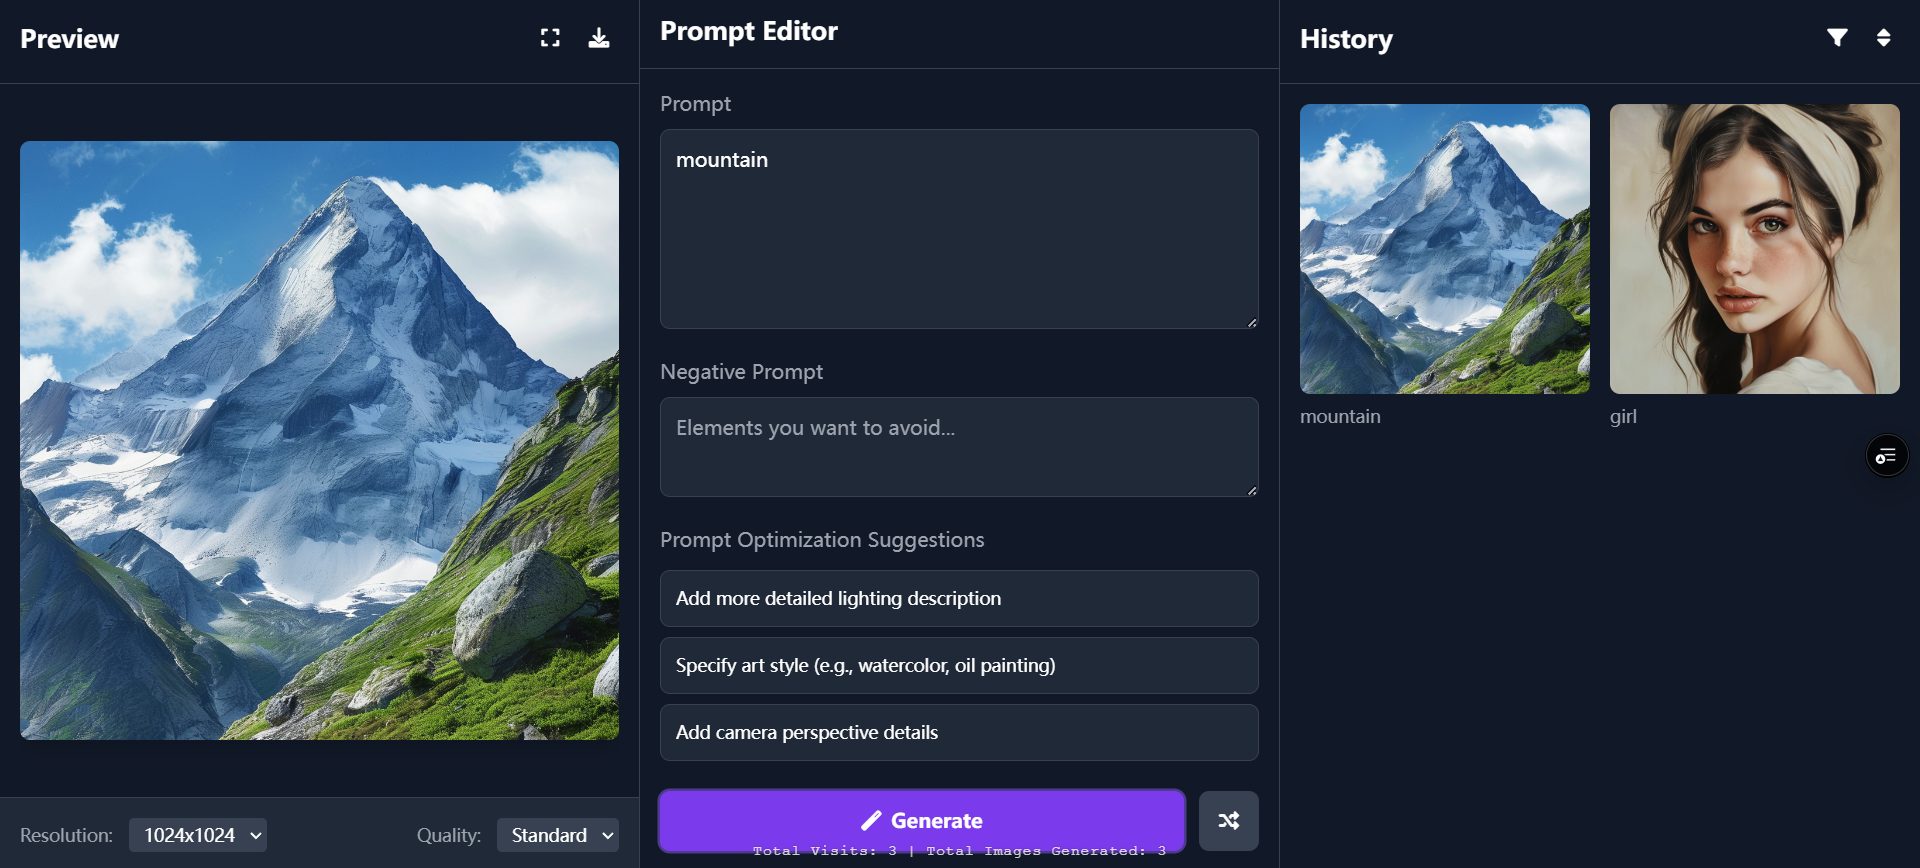 Preview
Resolution:
1024x1024
Quality:
Standard
Prompt Editor
Prompt
mountain
Negative Prompt
Elements you want to avoid...
Prompt Optimization Suggestions
Add more detailed lighting description
Specify art style (e.g., watercolor, oil painting)
Add camera perspective details
Generate
Total Visits: 3 | Total Images Generated: 3
History
mountain
girl